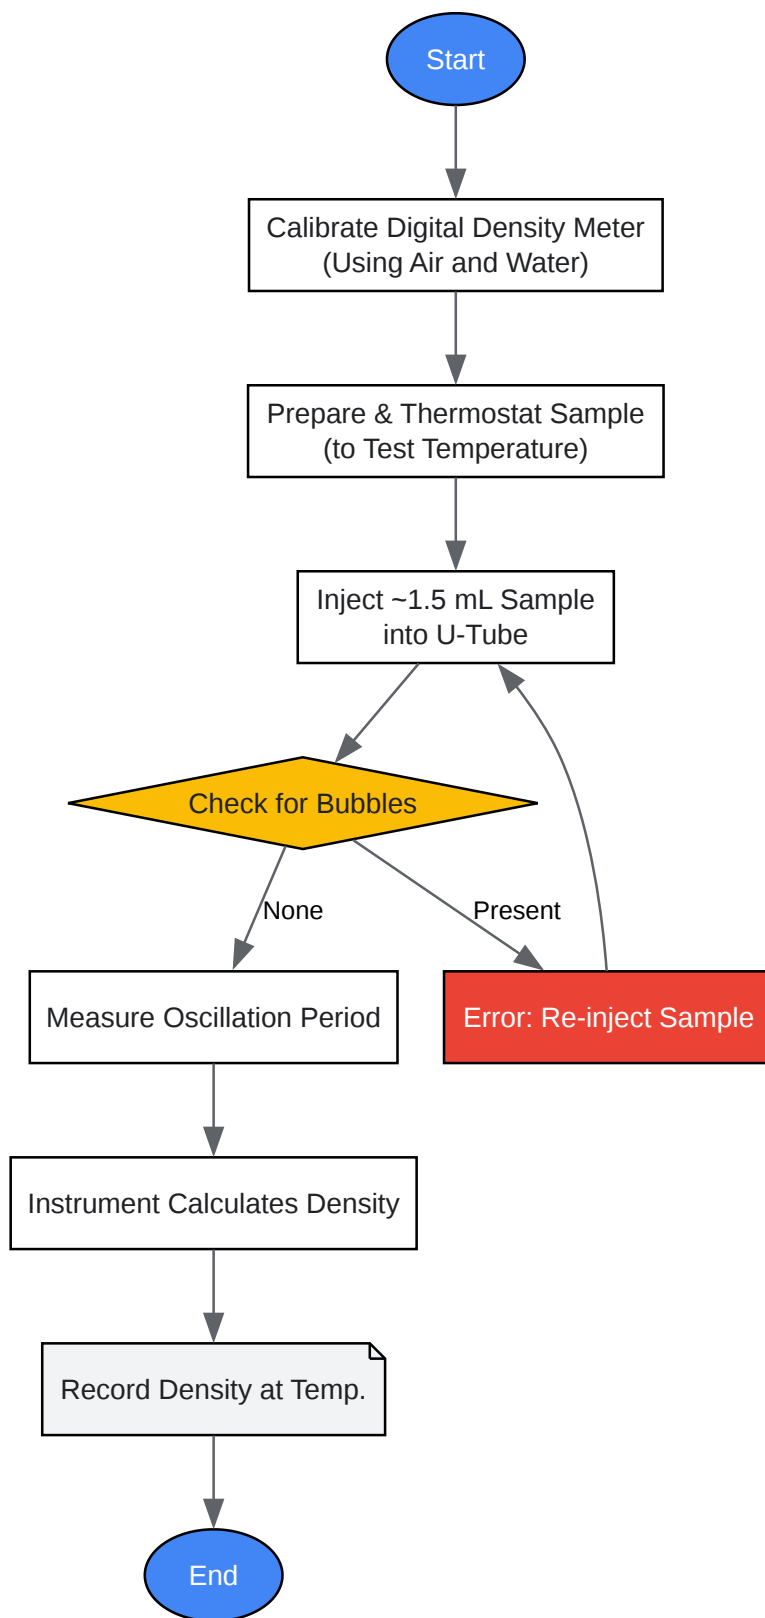 Start
Calibrate Digital Density Meter
(Using Air and Water)
Prepare & Thermostat Sample
(to Test Temperature)
Inject ~1.5 mL Sample
into U-Tube
Check for Bubbles
None
Present
Measure Oscillation Period
Error: Re-inject Sample
Instrument Calculates Density
Record Density at Temp.
End